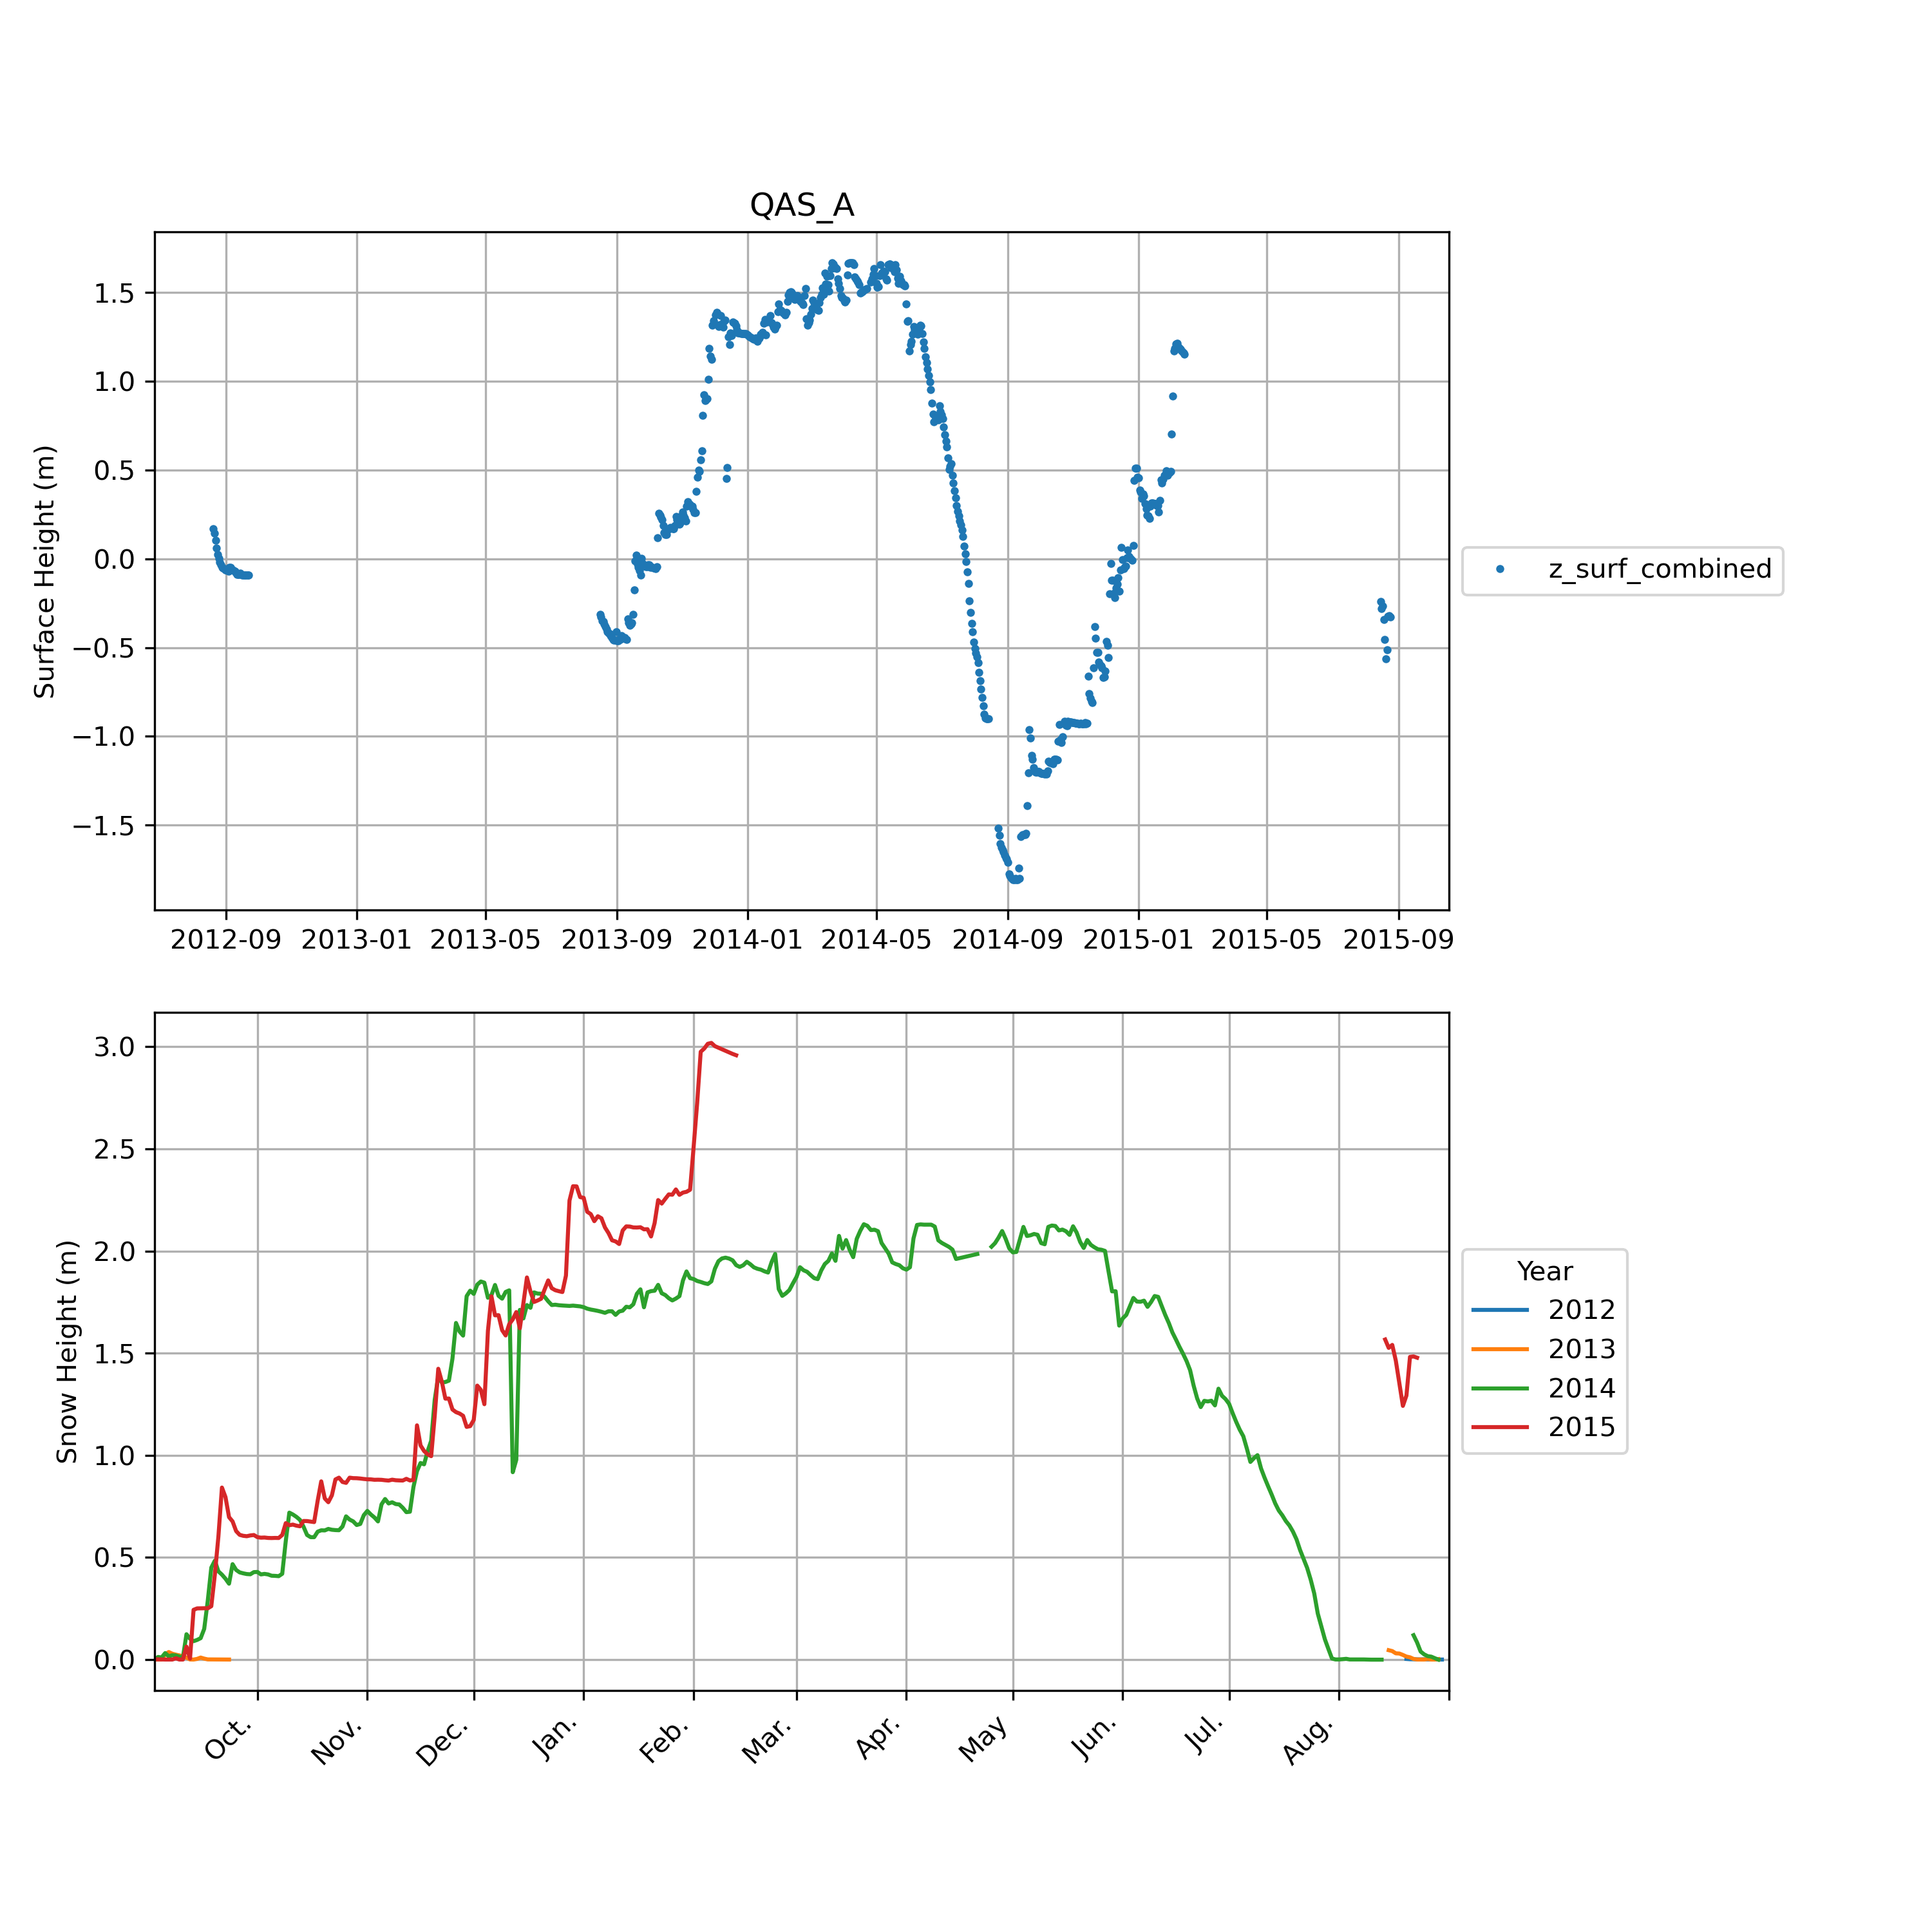 QAS_A
Surface Height (m)
1.5
1.0
0.5
0.0
−0.5
−1.0
−1.5
2012-09 2013-01 2013-05 2013-09 2014-01 2014-05 2014-09 2015-01 2015-05 2015-09
z_surf_combined
Snow Height (m)
3.0
2.5
2.0
1.5
1.0
0.5
0.0
Oct. Nov. Dec. Jan. Feb. Mar. Apr. May Jun. Jul. Aug.
Year
2012
2013
2014
2015